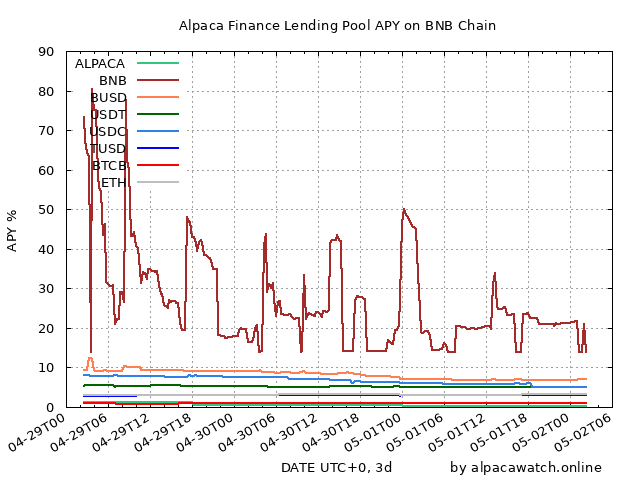 Alpaca Finance Lending Pool APY on BNB Chain
90
80
70
60
50
40
30
20
10
0
APY %
ALPACA
BNB
BUSD
USDT
USDC
TUSD
BTCB
ETH
04-29T00
04-29T06
04-29T12
04-29T18
04-30T00
04-30T06
04-30T12
04-30T18
05-01T00
05-01T06
05-01T12
05-01T18
05-02T00
05-02T06
DATE UTC+0, 3d
by alpacawatch.online